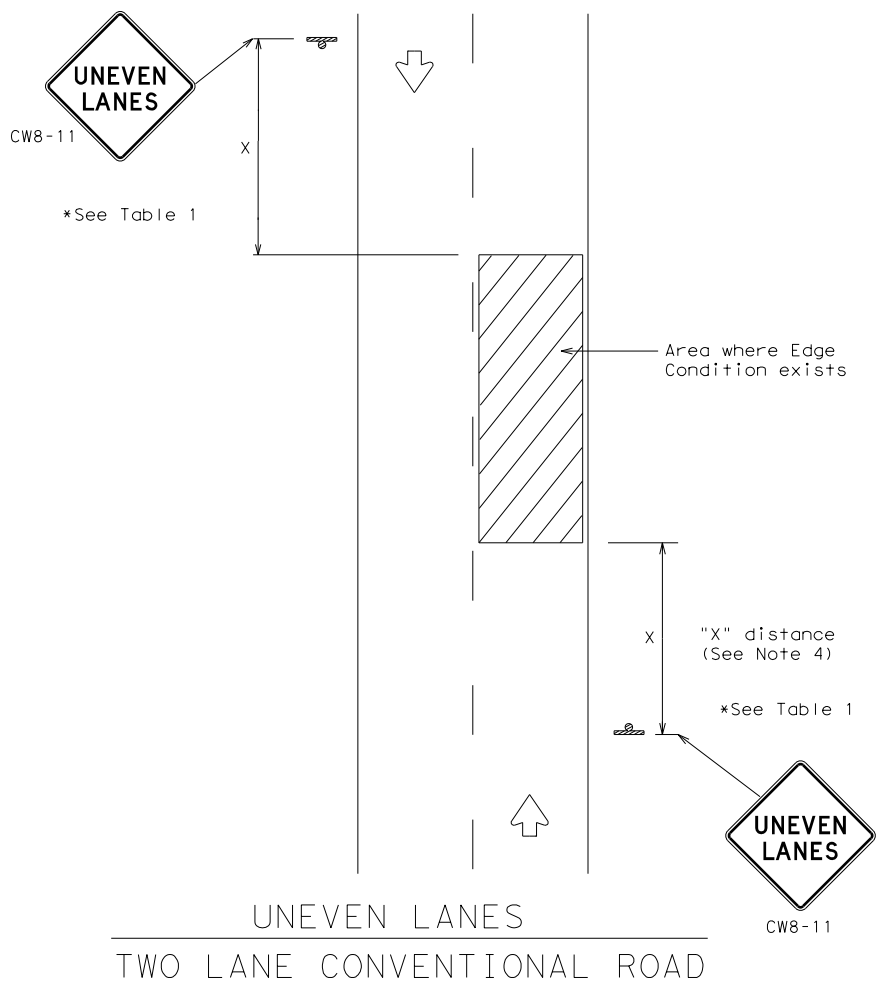 UNEVEN
LANES
CW8-11
X
*See Table 1
Area where Edge
Condition exists
X
"X" distance
(See Note 4)
*See Table 1
UNEVEN
LANES
CW8-11
UNEVEN LANES
TWO LANE CONVENTIONAL ROAD